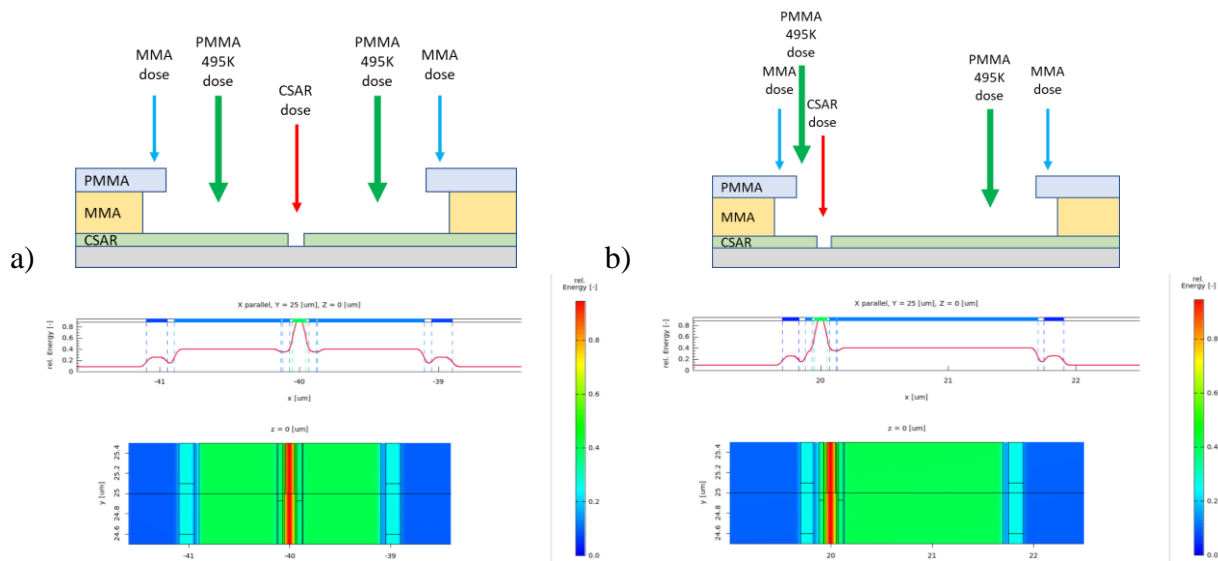 MMA
dose
PMMA
495K
dose
CSAR
dose
PMMA
495K
dose
MMA
dose
PMMA
MMA
CSAR
a)
X parallel, Y = 25 [um], Z = 0 [um]
rel. Energy [-]
0.8
0.6
0.4
0.2
0
-41
-40
-39
x [um]
z = 0 [um]
y [um]
25.4
25.2
25
24.8
24.6
-41
-40
-39
rel.
Energy [-]
0.8
0.6
0.4
0.2
0.0
MMA
dose
PMMA
495K
dose
CSAR
dose
PMMA
495K
dose
MMA
dose
PMMA
MMA
CSAR
b)
X parallel, Y = 25 [um], Z = 0 [um]
rel. Energy [-]
0.8
0.6
0.4
0.2
0
20
21
22
x [um]
z = 0 [um]
y [um]
25.4
25.2
25
24.8
24.6
20
21
22
rel.
Energy [-]
0.8
0.6
0.4
0.2
0.0